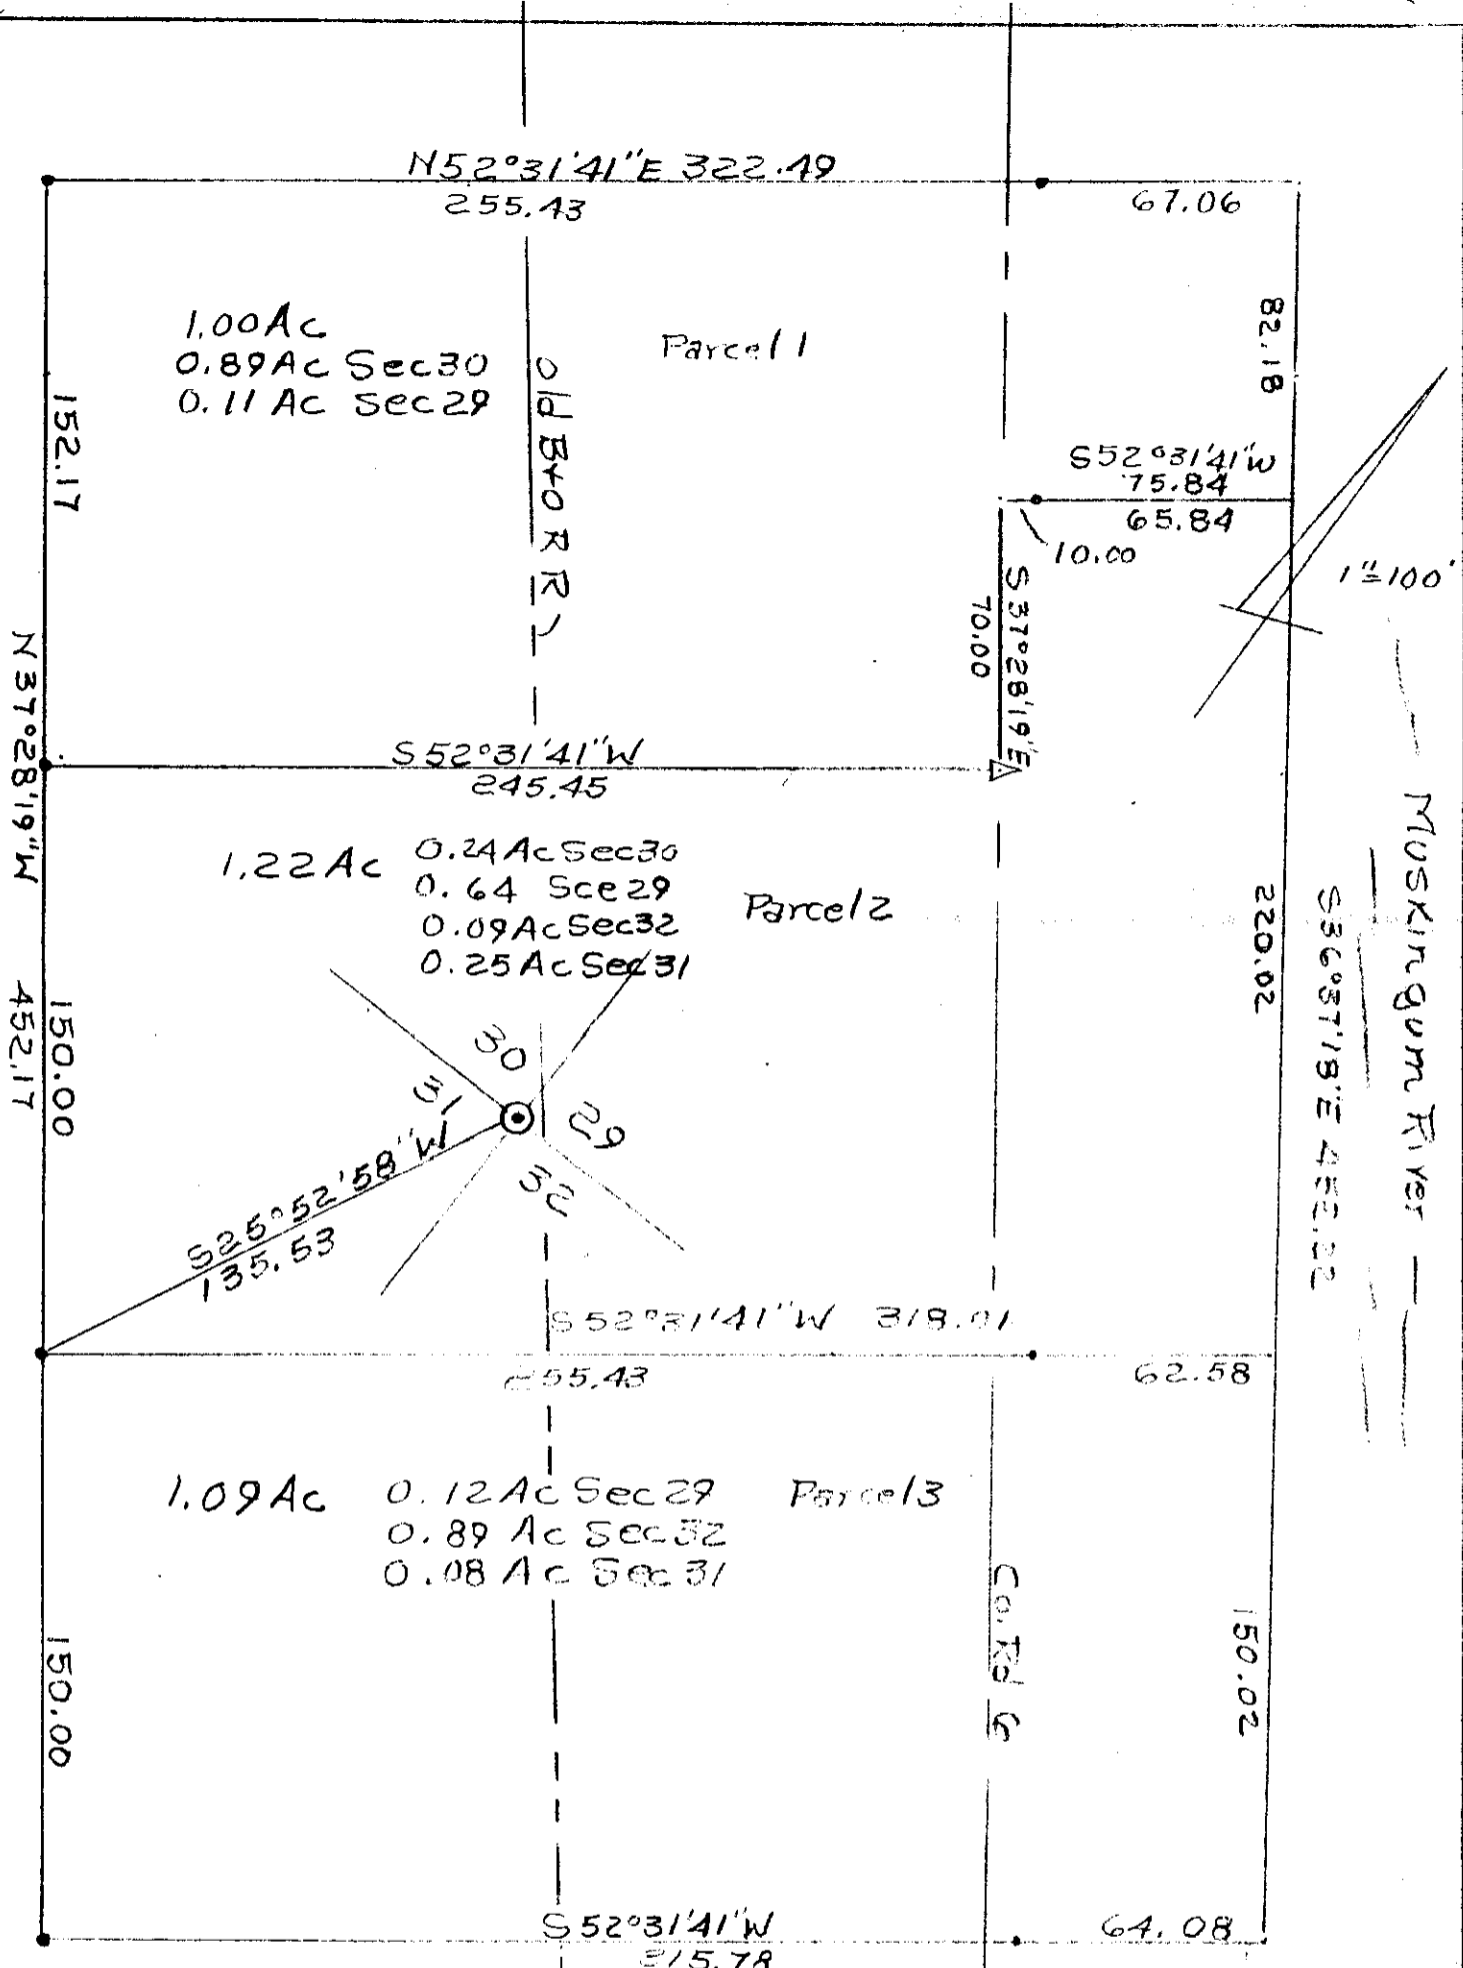 N52°31'41"E 322.49
255.43
67.06
1.00Ac
0.89Ac Sec30
0.11 Ac Sec29
Parcel 1
82.18
152.17
old B+O RR
S52°31'41"W
75.84
65.84
10.00
1"=100'
S37°28'19"E
70.00
S52°31'41"W
245.45
N37°28'19"W 452.17
1.22Ac
0.24AcSec30
0.64 Sce29
0.09AcSec32
0.25AcSec31
Parcel2
220.02
S36°37'18"E
Muskingum River
30
31
29
32
150.00
S25°52'58"W
135.53
S52°31'41"W 318.01
255.43
62.58
1.09Ac
0.12Ac Sec29
0.89 Ac Sec32
0.08 Ac Sec31
Parcel3
Co. Rd 6
150.02
150.00
S52°31'41"W
64.08